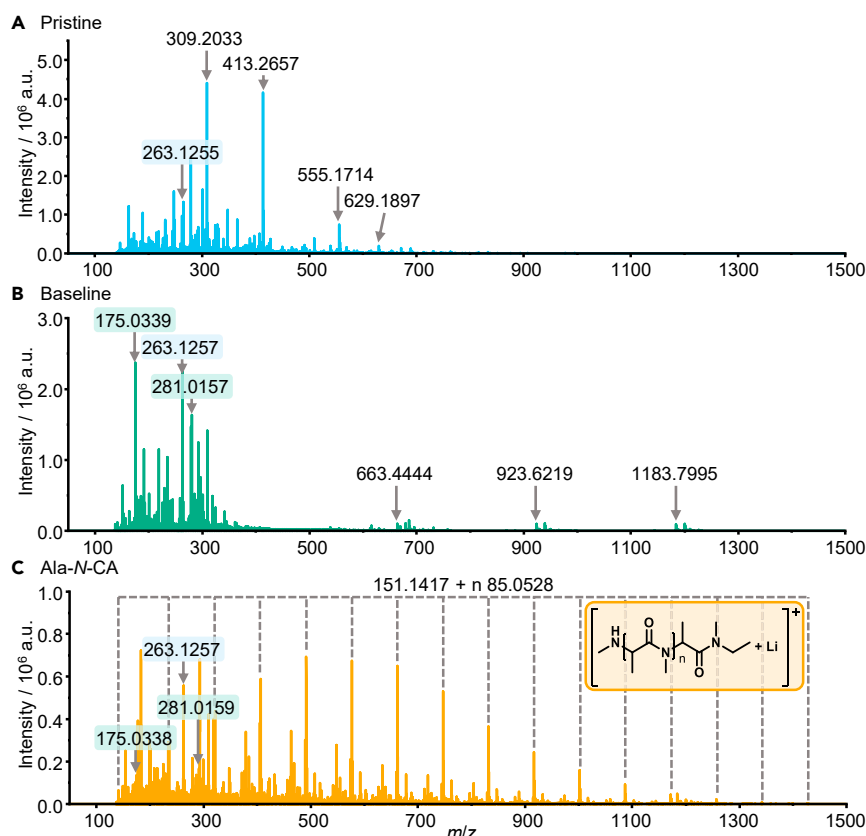 A Pristine
309.2033
413.2657
263.1255
555.1714
629.1897
Intensity / 10⁶ a.u.
5.0
4.0
3.0
2.0
1.0
0.0
100 300 500 700 900 1100 1300 1500
B Baseline
175.0339
263.1257
281.0157
663.4444 923.6219 1183.7995
Intensity / 10⁶ a.u.
3.0
2.0
1.0
0.0
100 300 500 700 900 1100 1300 1500
C Ala-N-CA
151.1417 + n 85.0528
263.1257
281.0159
175.0338
H
N
O
N
n
O
N
+ Li
+
Intensity / 10⁶ a.u.
1.0
0.8
0.6
0.4
0.2
0.0
100 300 500 700 900 1100 1300 1500
m/z